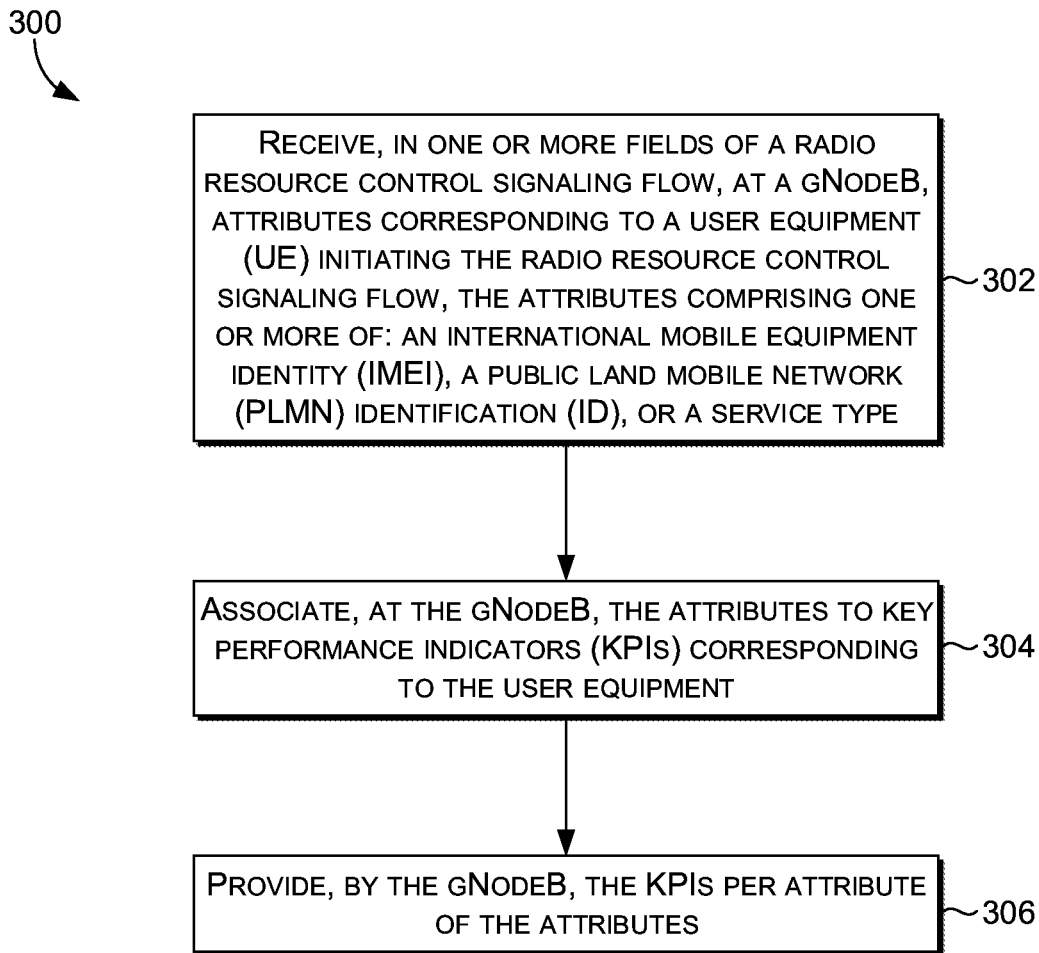 300
RECEIVE, IN ONE OR MORE FIELDS OF A RADIO
RESOURCE CONTROL SIGNALING FLOW, AT A GNODEB,
ATTRIBUTES CORRESPONDING TO A USER EQUIPMENT
(UE) INITIATING THE RADIO RESOURCE CONTROL
SIGNALING FLOW, THE ATTRIBUTES COMPRISING ONE
OR MORE OF: AN INTERNATIONAL MOBILE EQUIPMENT
IDENTITY (IMEI), A PUBLIC LAND MOBILE NETWORK
(PLMN) IDENTIFICATION (ID), OR A SERVICE TYPE
302
ASSOCIATE, AT THE GNODEB, THE ATTRIBUTES TO KEY
PERFORMANCE INDICATORS (KPIS) CORRESPONDING
TO THE USER EQUIPMENT
304
PROVIDE, BY THE GNODEB, THE KPIS PER ATTRIBUTE
OF THE ATTRIBUTES
306